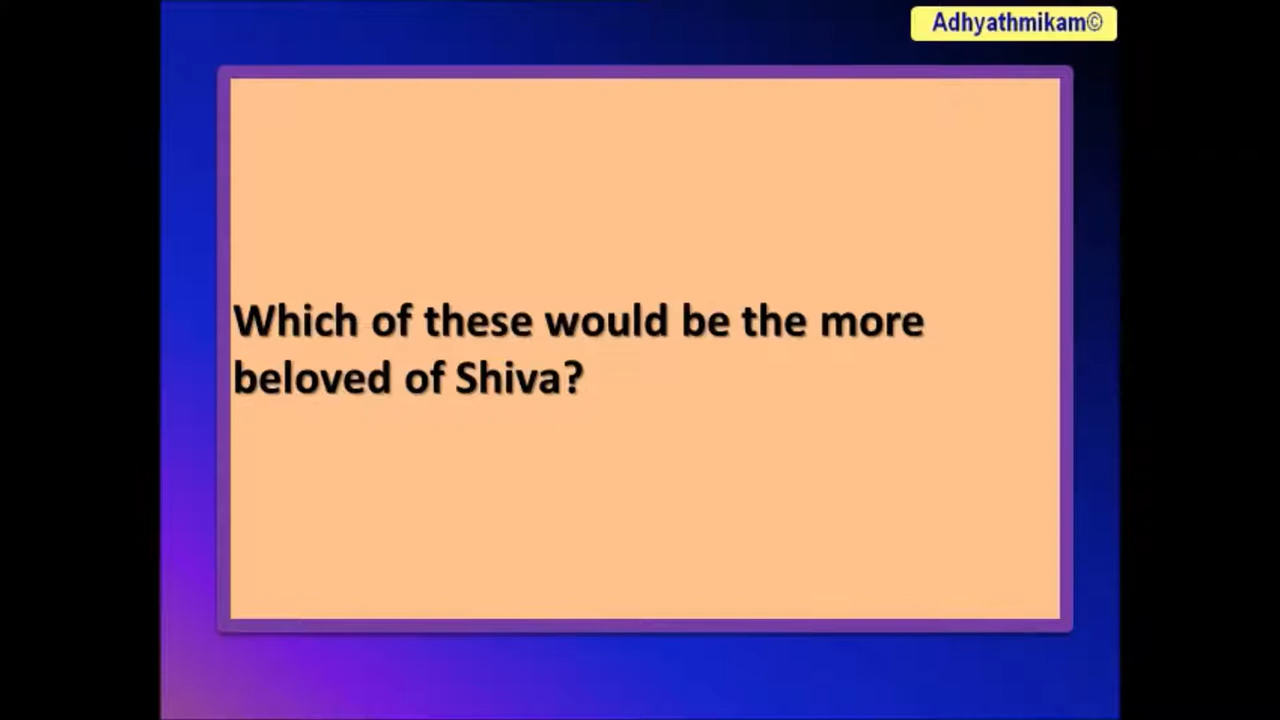 Adhyathmikam©
Which of these would be the more
beloved of Shiva?